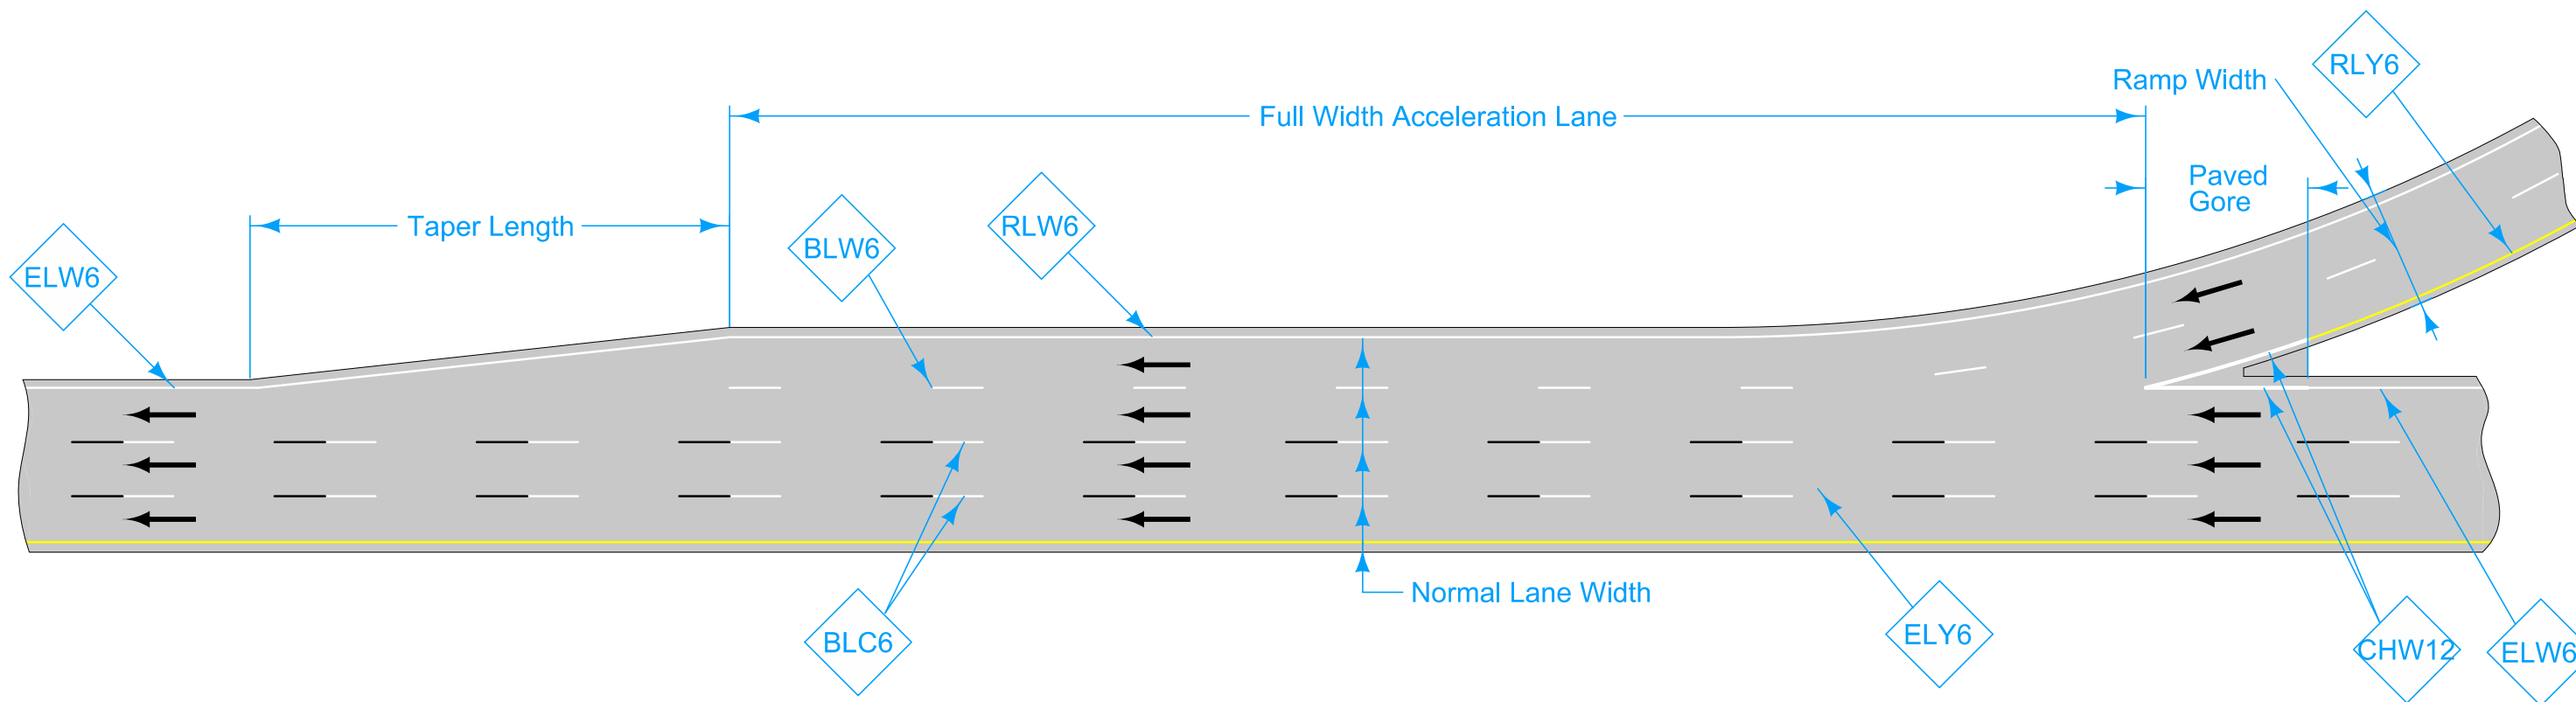 RLY6
Ramp Width
Full Width Acceleration Lane
Paved
Gore
Taper Length
RLW6
BLW6
ELW6
Normal Lane Width
BLC6
ELY6
CHW12
ELW6